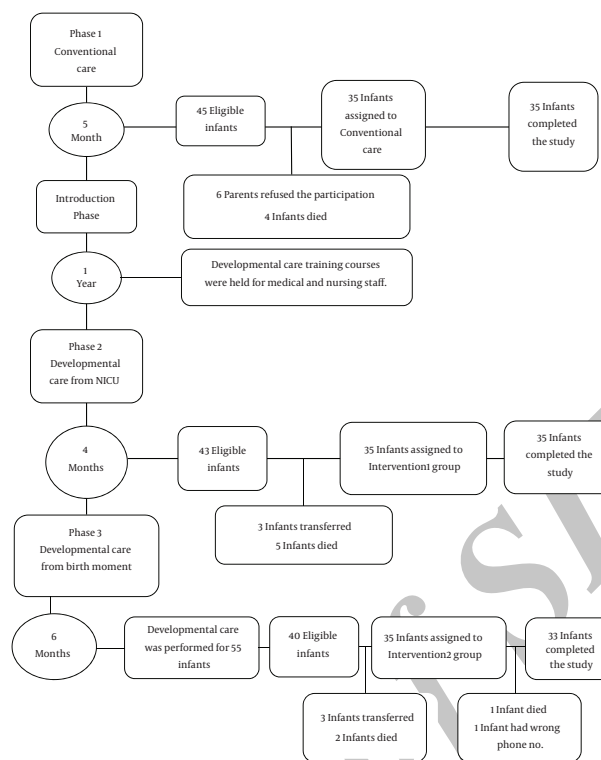 Phase 1
Conventional
care
5
Month
45 Eligible
infants
35 Infants
assigned to
Conventional
care
35 Infants
completed
the study
6 Parents refused the participation
4 Infants died
Introduction
Phase
1
Year
Developmental care training courses
were held for medical and nursing staff.
Phase 2
Developmental
care from NICU
4
Months
43 Eligible
infants
35 Infants assigned to
Intervention1 group
35 Infants
completed the
study
3 Infants transferred
5 Infants died
Phase 3
Developmental care
from birth moment
6
Months
Developmental care
was performed for 55
infants
40 Eligible
infants
35 Infants assigned to
Intervention2 group
33 Infants
completed
the study
3 Infants transferred
2 Infants died
1 Infant died
1 Infant had wrong
phone no.